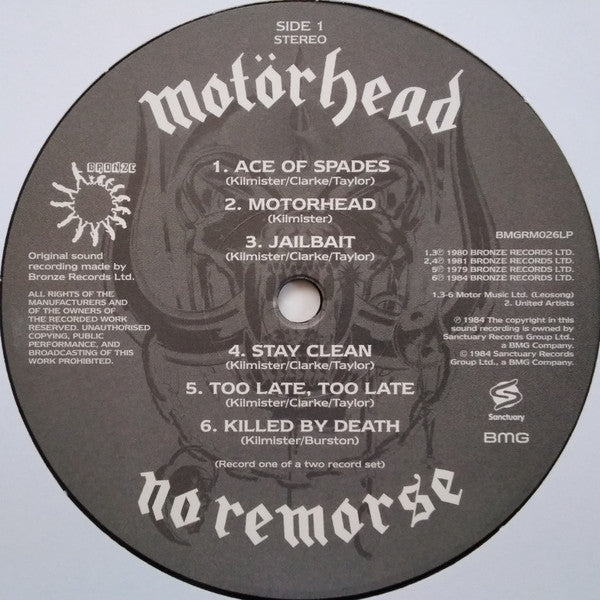 SIDE 1
STEREO
motörhead
BRONZE
1. ACE OF SPADES
(Kilmister/Clarke/Taylor)
2. MOTORHEAD
(Kilmister)
3. JAILBAIT
(Kilmister/Clarke/Taylor)
Original sound
recording made by
Bronze Records Ltd.
ALL RIGHTS OF THE
MANUFACTURERS AND
OF THE OWNERS OF
THE RECORDED WORK
RESERVED. UNAUTHORISED
COPYING, PUBLIC
PERFORMANCE, AND
BROADCASTING OF THIS
WORK PROHIBITED.
BMGRM026LP
1,3℗ 1980 BRONZE RECORDS LTD.
2,4℗ 1981 BRONZE RECORDS LTD.
5℗ 1979 BRONZE RECORDS LTD.
6℗ 1984 BRONZE RECORDS LTD.
1.3-6 Motor Music Ltd. (Leosong)
2. United Artists
℗ 1984 The copyright in this
sound recording is owned by
Sanctuary Records Group Ltd.,
a BMG Company.
© 1984 Sanctuary Records
Group Ltd., a BMG Company.
Sanctuary
BMG
4. STAY CLEAN
(Kilmister/Clarke/Taylor)
5. TOO LATE, TOO LATE
(Kilmister/Clarke/Taylor)
6. KILLED BY DEATH
(Kilmister/Burston)
(Record one of a two record set)
no remorse